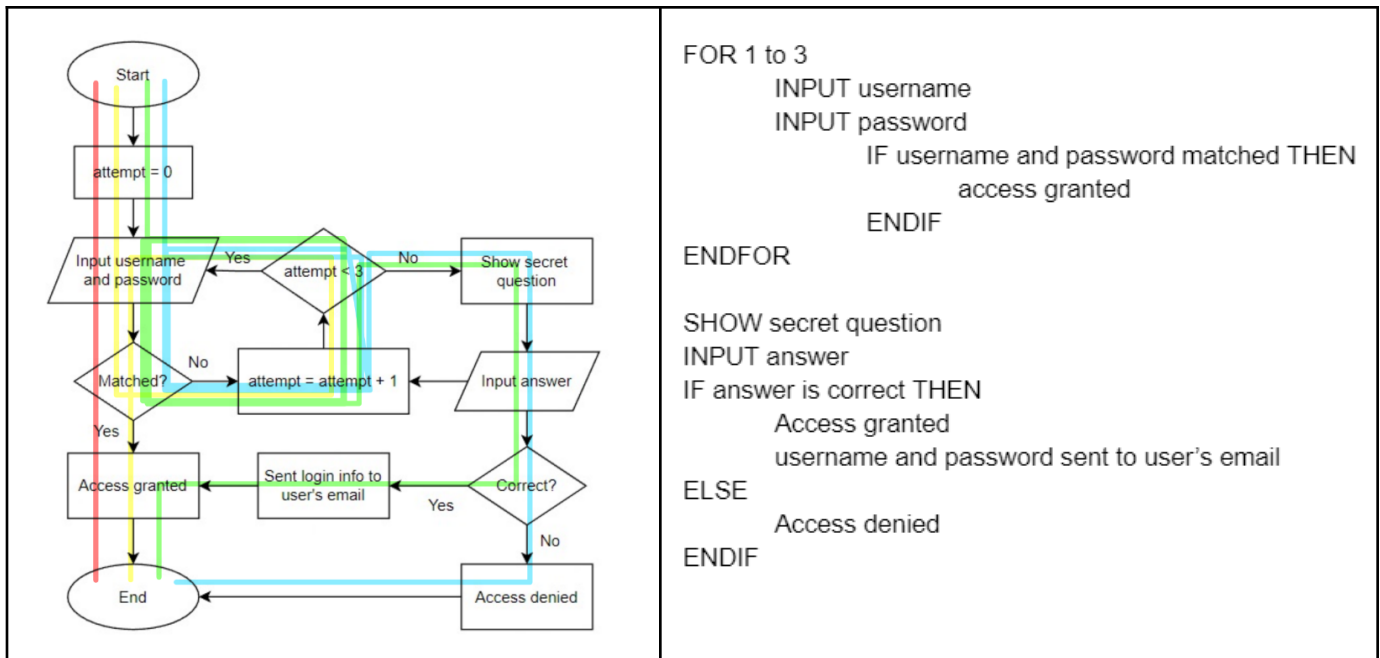 Start
attempt = 0
Input username
and password
Yes
attempt < 3
No
Show secret
question
Matched?
No
attempt = attempt + 1
Input answer
Yes
Access granted
Sent login info to
user's email
Yes
Correct?
No
End
Access denied
FOR 1 to 3
INPUT username
INPUT password
IF username and password matched THEN
access granted
ENDIF
ENDFOR
SHOW secret question
INPUT answer
IF answer is correct THEN
Access granted
username and password sent to user's email
ELSE
Access denied
ENDIF